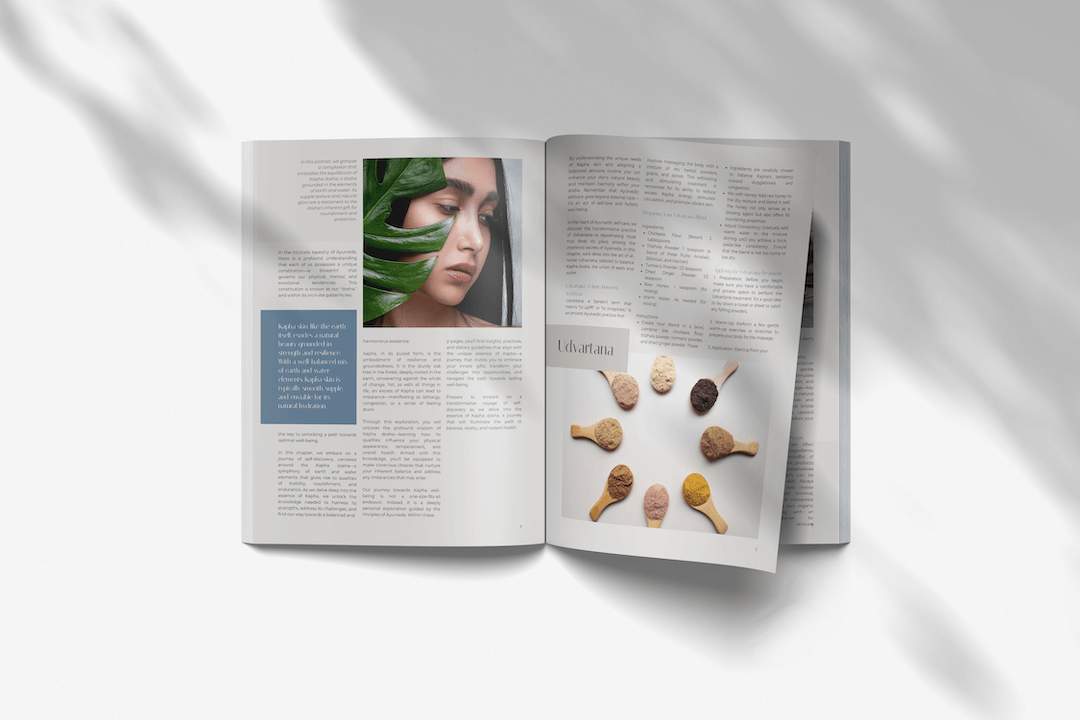 In this portrait, we glimpse
a complexion that
embodies the equilibrium of
Kapha dosha, a dosha
grounded in the elements
of earth and water. Its
supple texture and natural
glow are a testament to the
dosha's inherent gift for
nourishment and
protection.
In the intricate tapestry of Ayurveda,
there is a profound understanding
that each of us possesses a unique
constitution—a blueprint that
governs our physical, mental, and
emotional tendencies. This
constitution is known as our "dosha,"
and within its intricate patterns lies
Kapha skin, like the earth
itself, exudes a natural
beauty grounded in
strength and resilience.
With a well-balanced mix
of earth and water
elements, Kapha skin is
typically smooth, supple,
and enviable for its
natural hydration.
the key to unlocking a path towards
optimal well-being.
In this chapter, we embark on a
journey of self-discovery, centered
around the Kapha dosha—a
symphony of earth and water
elements that gives rise to qualities
of stability, nourishment, and
endurance. As we delve deep into the
essence of Kapha, we unlock the
knowledge needed to harness its
strengths, address its challenges, and
find our way towards a balanced and
harmonious existence.
Kapha, in its purest form, is the
embodiment of resilience and
groundedness. It is the sturdy oak
tree in the forest, deeply rooted in the
earth, unwavering against the winds
of change. Yet, as with all things in
life, an excess of Kapha can lead to
imbalance—manifesting as lethargy,
congestion, or a sense of feeling
stuck.
Through this exploration, you will
uncover the profound wisdom of
Kapha dosha—learning how its
qualities influence your physical
appearance, temperament, and
overall health. Armed with this
knowledge, you'll be equipped to
make conscious choices that nurture
your inherent balance and address
any imbalances that may arise.
Our journey towards Kapha well-
being is not a one-size-fits-all
endeavor. Instead, it is a deeply
personal exploration guided by the
principles of Ayurveda. Within these
pages, you'll find insights, practices,
and dietary guidelines that align with
the unique essence of Kapha—a
journey that invites you to embrace
your innate gifts, transform your
challenges into opportunities, and
navigate the path towards lasting
well-being.
Prepare to embark on a
transformative voyage of self-
discovery as we delve into the
essence of Kapha dosha, a journey
that will illuminate the path to
balance, vitality, and radiant health.
By understanding the unique needs
of Kapha skin and adopting a
balanced skincare routine, you can
enhance your skin's natural beauty
and maintain harmony within your
dosha. Remember that Ayurvedic
skincare goes beyond external care—
it's an act of self-love and holistic
well-being.
In the heart of Ayurvedic self-care, we
discover the transformative practice
of Udvartana—a rejuvenating ritual
that finds its place among the
cherished secrets of Ayurveda. In this
chapter, we'll delve into the art of at-
home Udvartana, tailored to balance
Kapha dosha, the union of earth and
water.
Udvartana, a Sanskrit term that
means "to uplift" or "to invigorate," is
an ancient Ayurvedic practice that
Udvartana
involves massaging the body with a
mixture of dry herbal powders,
grains, and spices. This exfoliating
and stimulating treatment is
renowned for its ability to reduce
excess Kapha energy, stimulate
circulation, and promote vibrant skin.
Preparing Your Udvartana Blend
Ingredients:
• Chickpea Flour (Besan): 2
tablespoons
• Triphala Powder: 1 teaspoon (a
blend of three fruits: Amalaki,
Bibhitaki, and Haritaki)
• Turmeric Powder: 1/2 teaspoon
• Dried Ginger Powder: 1/2
teaspoon
• Raw Honey: 1 teaspoon (for
mixing)
• Warm Water: As needed (for
mixing)
Instructions:
• Create Your Blend: In a bowl,
combine the chickpea flour,
triphala powder, turmeric powder,
and dried ginger powder. These
ingredients are carefully chosen
to balance Kapha's tendency
toward sluggishness and
congestion.
• Mix with Honey: Add raw honey to
the dry mixture and blend it well.
The honey not only serves as a
binding agent but also offers its
nourishing properties.
• Adjust Consistency: Gradually add
warm water to the mixture,
stirring until you achieve a thick,
paste-like consistency. Ensure
that the blend is not too runny or
too dry.
1. Preparation: Before you begin,
make sure you have a comfortable
and private space to perform the
Udvartana treatment. It's a good idea
to lay down a towel or sheet to catch
any falling powders.
2. Warm-Up: Perform a few gentle
warm-up exercises or stretches to
prepare your body for the massage.
3. Application: Starting from your